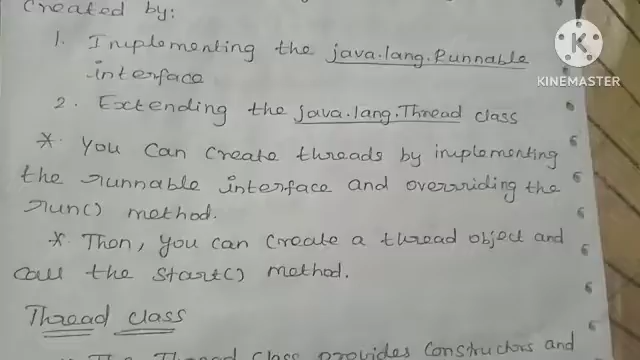 Created by:
1. Implementing the java.lang.Runnable
interface
2. Extending the java.lang.Thread class
* You can create threads by implementing
the runnable interface and overriding the
run() method.
* Then, you can create a thread object and
call the start() method.
Thread class
* The Thread class provides constructors and
KINEMASTER